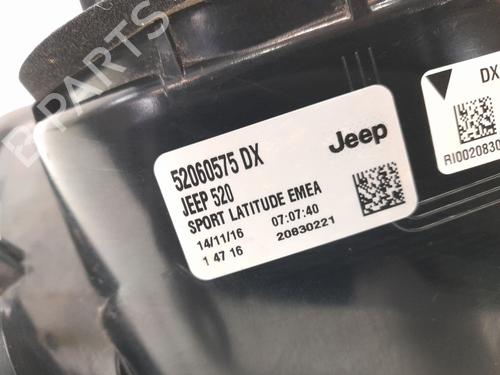 B-PARTS
52060575 DX
Jeep
JEEP 520
SPORT LATITUDE EMEA
14/11/16 07:07:40
1 47 16 20830221
DX
RI0020830